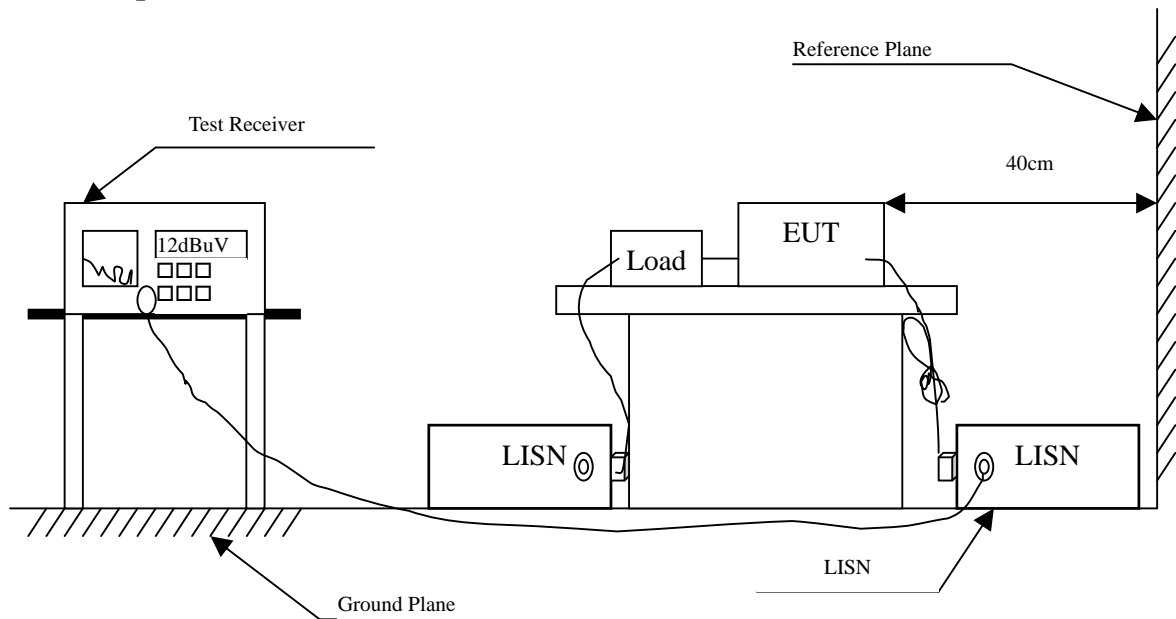 Reference Plane
Test Receiver
40cm
12dBuV
EUT
Load
LISN
LISN
LISN
Ground Plane